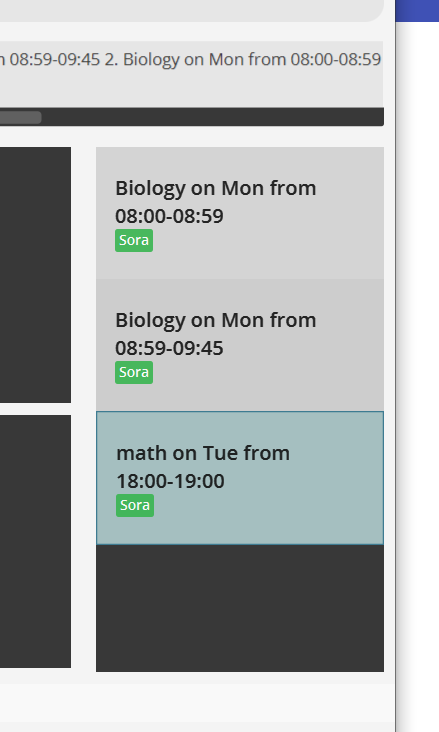 08:59-09:45 2. Biology on Mon from 08:00-08:59
Biology on Mon from
08:00-08:59
Sora
Biology on Mon from
08:59-09:45
Sora
math on Tue from
18:00-19:00
Sora